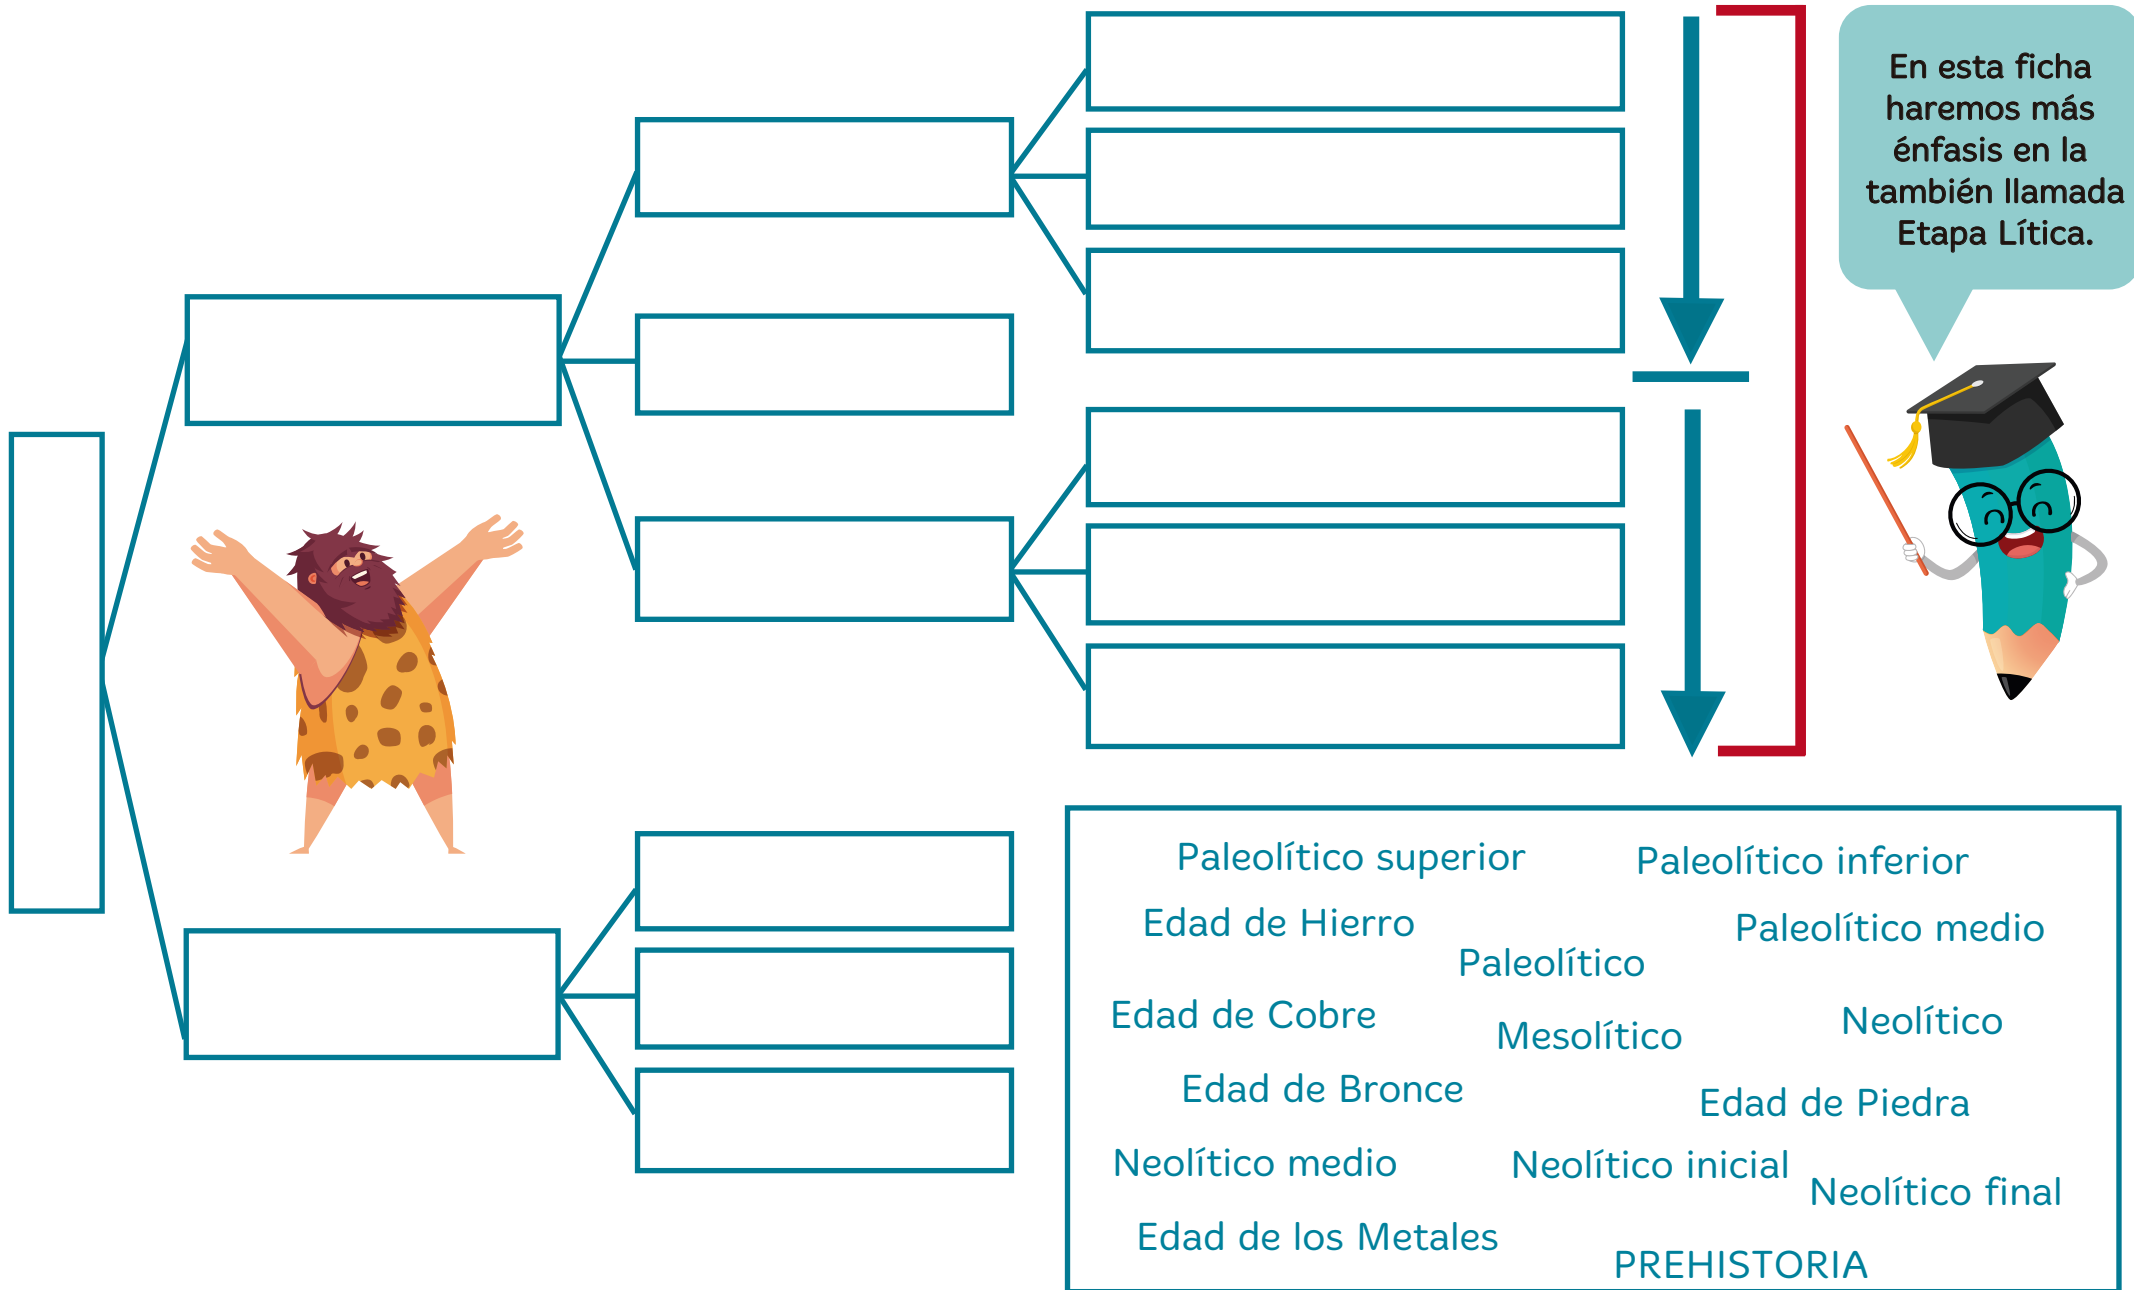 En esta ficha
haremos más
énfasis en la
también llamada
Etapa Lítica.
Paleolítico superior
Paleolítico inferior
Edad de Hierro
Paleolítico medio
Paleolítico
Edad de Cobre
Mesolítico
Neolítico
Edad de Bronce
Edad de Piedra
Neolítico medio
Neolítico inicial
Neolítico final
Edad de los Metales
PREHISTORIA